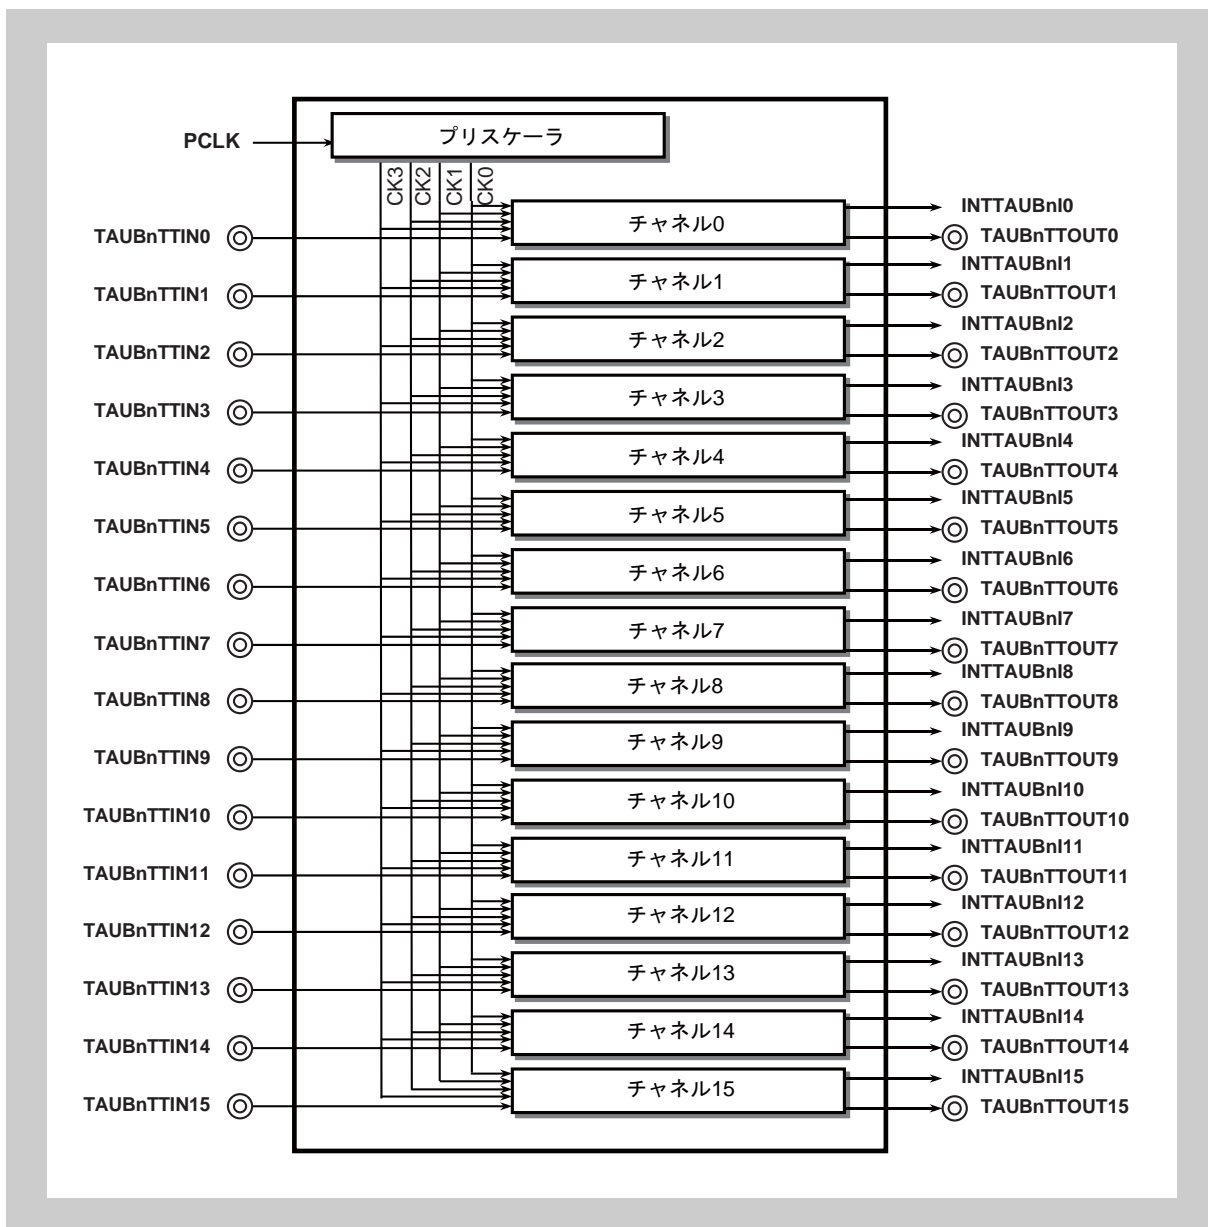 プリスケーラ
PCLK
CK3
CK2
CK1
CK0
INTTAUBnI0
チャネル0
TAUBnTTIN0
TAUBnTTOUT0
INTTAUBnI1
チャネル1
TAUBnTTIN1
TAUBnTTOUT1
INTTAUBnI2
チャネル2
TAUBnTTIN2
TAUBnTTOUT2
INTTAUBnI3
チャネル3
TAUBnTTIN3
TAUBnTTOUT3
INTTAUBnI4
チャネル4
TAUBnTTIN4
TAUBnTTOUT4
INTTAUBnI5
チャネル5
TAUBnTTIN5
TAUBnTTOUT5
INTTAUBnI6
チャネル6
TAUBnTTIN6
TAUBnTTOUT6
INTTAUBnI7
チャネル7
TAUBnTTIN7
TAUBnTTOUT7
INTTAUBnI8
チャネル8
TAUBnTTIN8
TAUBnTTOUT8
INTTAUBnI9
チャネル9
TAUBnTTIN9
TAUBnTTOUT9
INTTAUBnI10
チャネル10
TAUBnTTIN10
TAUBnTTOUT10
INTTAUBnI11
チャネル11
TAUBnTTIN11
TAUBnTTOUT11
INTTAUBnI12
チャネル12
TAUBnTTIN12
TAUBnTTOUT12
INTTAUBnI13
チャネル13
TAUBnTTIN13
TAUBnTTOUT13
INTTAUBnI14
チャネル14
TAUBnTTIN14
TAUBnTTOUT14
INTTAUBnI15
チャネル15
TAUBnTTIN15
TAUBnTTOUT15